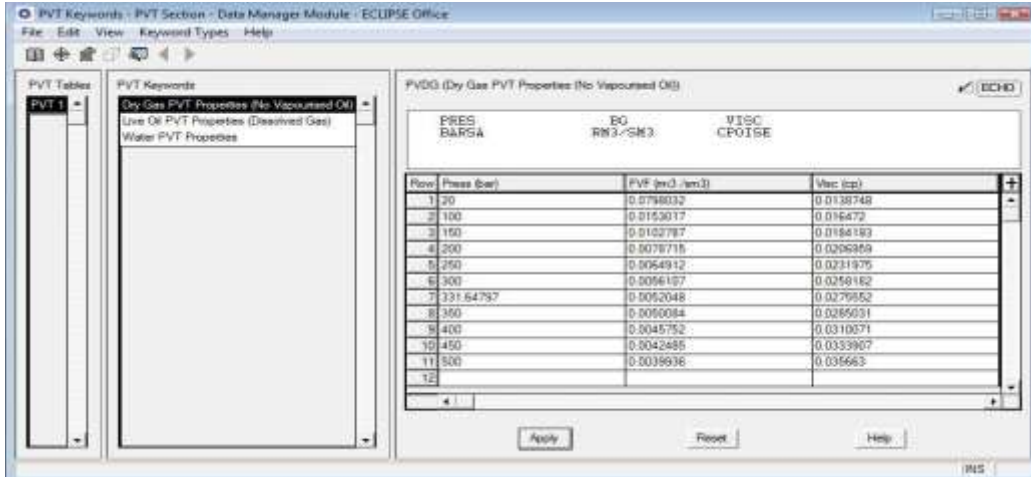 PVT Keywords - PVT Section - Data Manager Module - ECLIPSE Office
File Edit View Keyword Types Help
PVT Tables
PVT 1
PVT Keywords
Dry Gas PVT Properties (No Vapourised Oil)
Live Oil PVT Properties (Dissolved Gas)
Water PVT Properties
PVDG (Dry Gas PVT Properties (No Vapourised Oil))
ECHO
PRES BG VISC
BARSA RM3/SM3 CPOISE
Row Press (bar) FVF (rm3 /sm3) Visc (cp)
1 20 0.0798032 0.0138748
2 100 0.0153017 0.016472
3 150 0.0102787 0.0184183
4 200 0.0078715
5 250 0.0064912 0.0231975
6 300 0.0056107 0.0258182
7 331.64797 0.0052048
8 350 0.0050084 0.0285031
9 400 0.0045752 0.0310071
10 450 0.0042485 0.0333907
11 500 0.0039936 0.035663
12
Apply Reset Help
INS